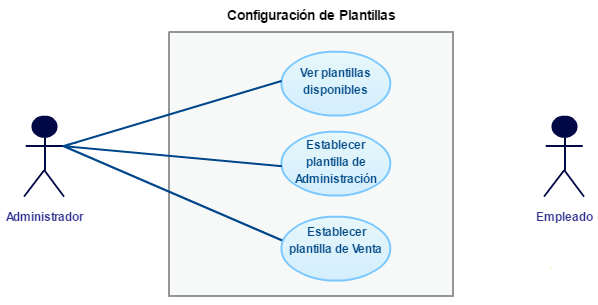 Configuración de Plantillas
Ver plantillas
disponibles
Establecer
plantilla de
Administración
Establecer
plantilla de Venta
Administrador
Empleado